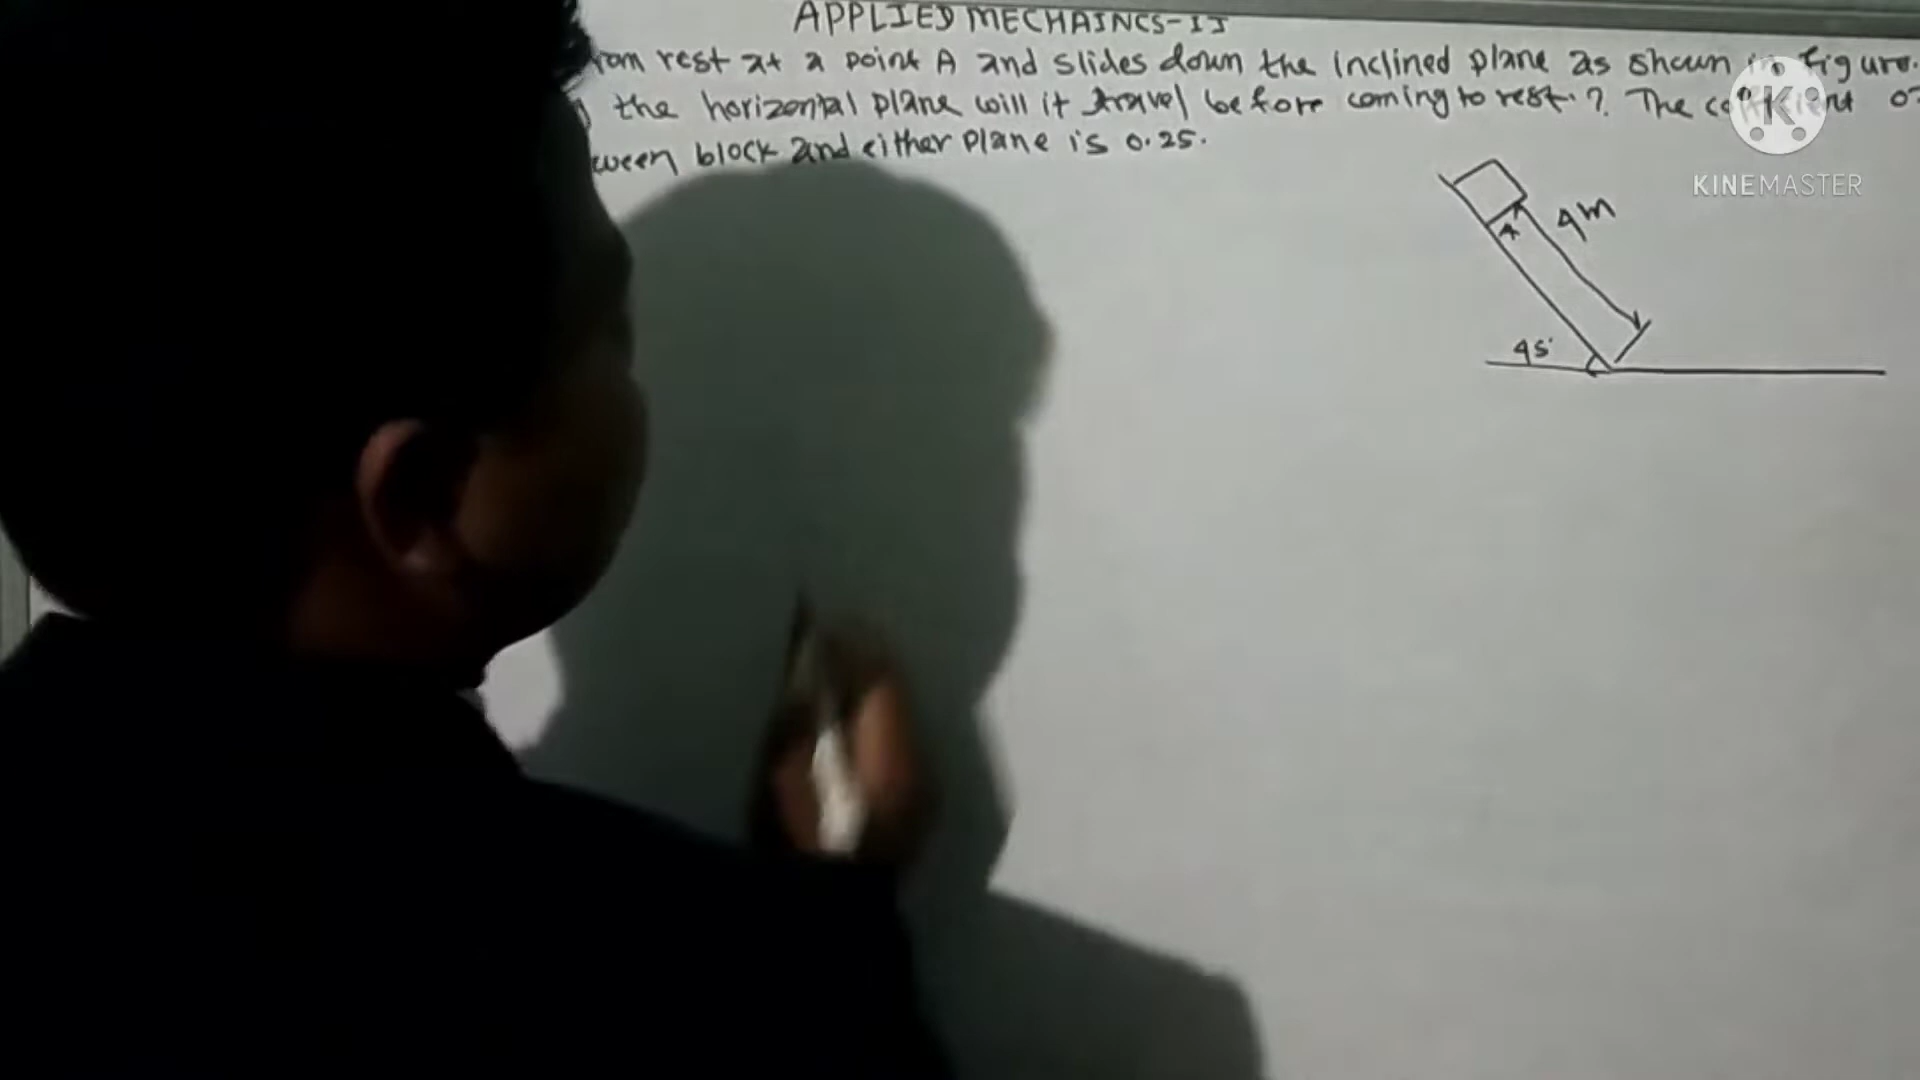 APPLIED MECHAINCS-II
rom rest at a point A and slides down the inclined plane as shown in figure.
the horizontal plane will it travel before coming to rest.? The
ween block and either plane is 0.25.
KINEMASTER
A
4m
45°